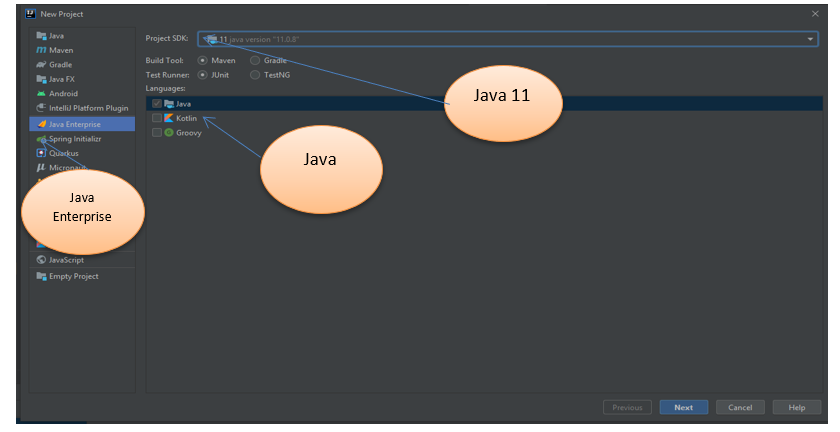 New Project
Java
Maven
Gradle
Java FX
Android
IntelliJ Platform Plugin
Java Enterprise
Spring Initializr
Quarkus
Micronaut
JavaScript
Empty Project
Project SDK: 11 java version "11.0.8"
Build Tool: Maven Gradle
Test Runner: JUnit TestNG
Languages:
Java
Kotlin
Groovy
Java 11
Java
Java
Enterprise
Previous Next Cancel Help